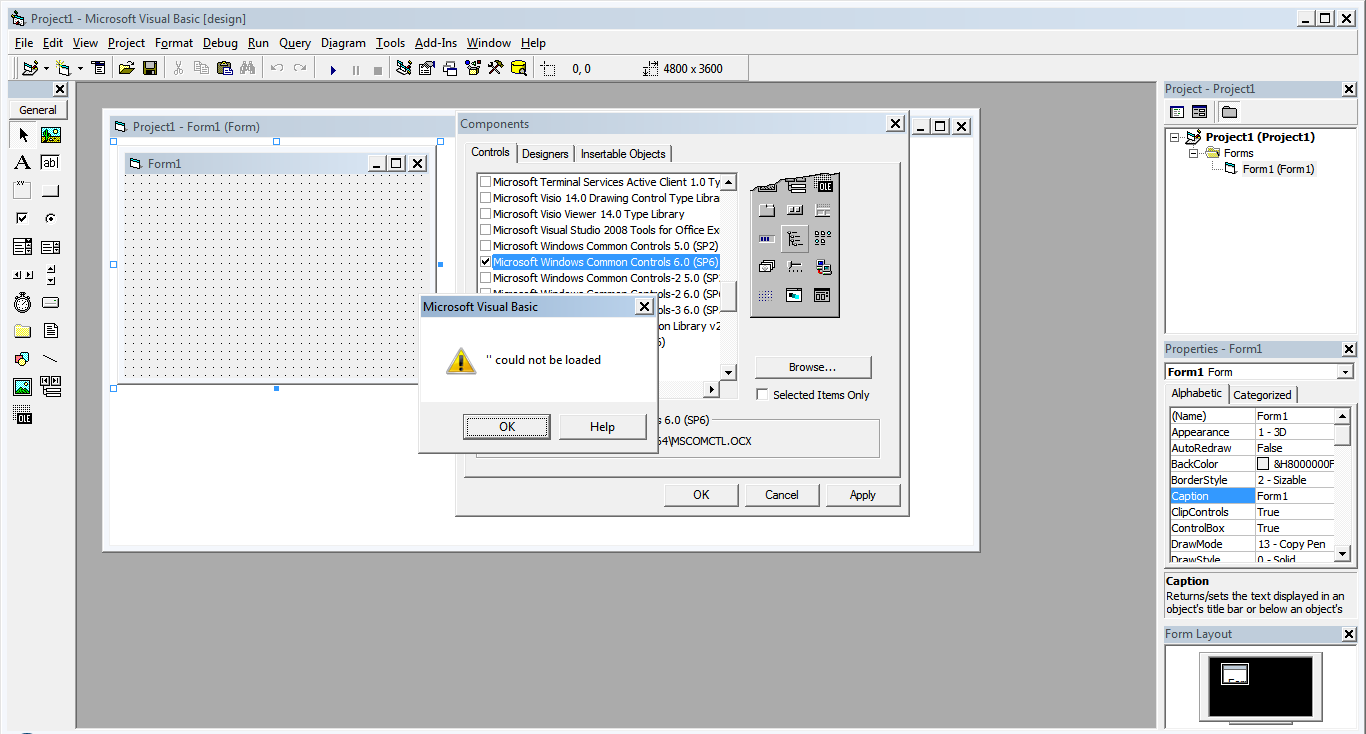 Project1 - Microsoft Visual Basic [design]
File Edit View Project Format Debug Run Query Diagram Tools Add-Ins Window Help
0, 0 4800 x 3600
General
A
ab|
XY
OLE
Project1 - Form1 (Form)
Form1
Components
Controls Designers Insertable Objects
Microsoft Terminal Services Active Client 1.0 Ty
Microsoft Visio 14.0 Drawing Control Type Libra
Microsoft Visio Viewer 14.0 Type Library
Microsoft Visual Studio 2008 Tools for Office Ex
Microsoft Windows Common Controls 5.0 (SP2)
Microsoft Windows Common Controls 6.0 (SP6)
Microsoft Windows Common Controls-2 5.0 (SP
Microsoft Windows Common Controls-2 6.0 (SP
ls-3 6.0 (SP
on Library v2
6)
OLE
Browse...
Selected Items Only
s 6.0 (SP6)
64\MSCOMCTL.OCX
OK Cancel Apply
Microsoft Visual Basic
'' could not be loaded
OK Help
Project - Project1
Project1 (Project1)
Forms
Form1 (Form1)
Properties - Form1
Form1 Form
Alphabetic Categorized
(Name) Form1
Appearance 1 - 3D
AutoRedraw False
BackColor &H8000000F
BorderStyle 2 - Sizable
Caption Form1
ClipControls True
ControlBox True
DrawMode 13 - Copy Pen
DrawStyle 0 - Solid
Caption
Returns/sets the text displayed in an
object's title bar or below an object's
Form Layout